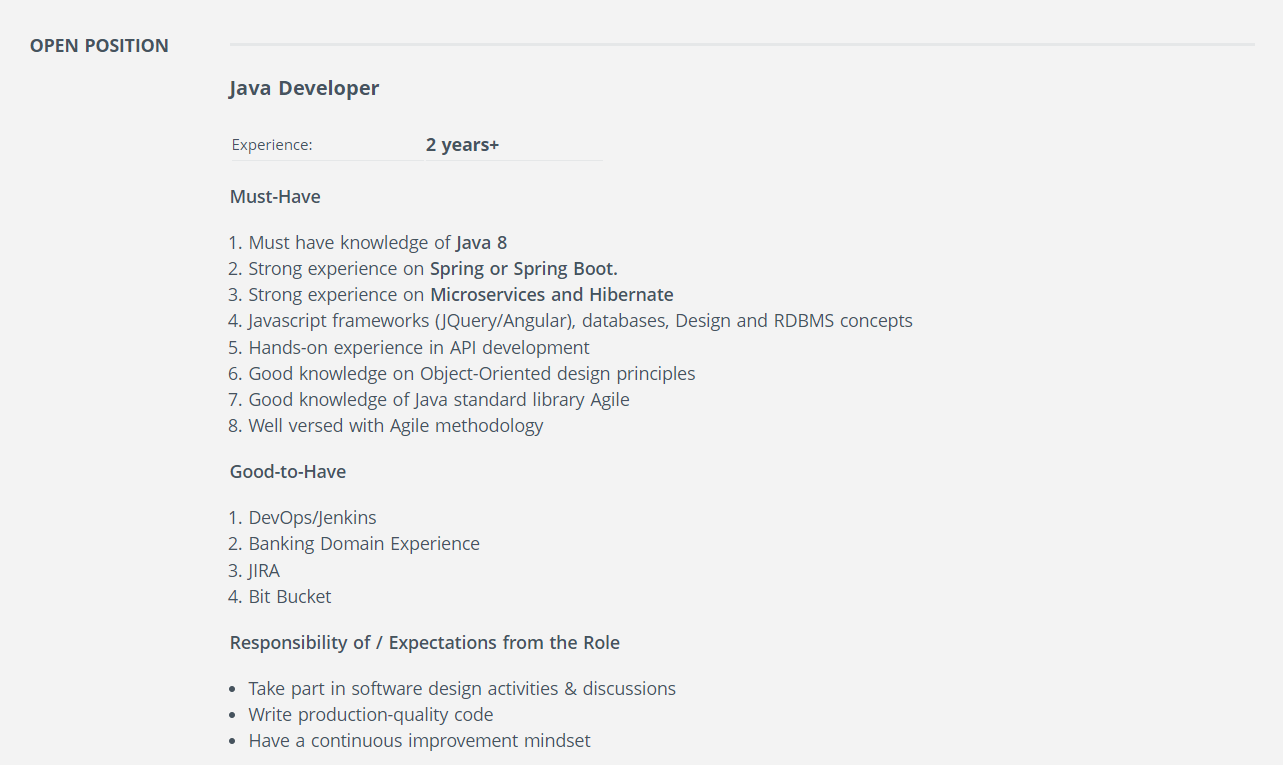 OPEN POSITION
Java Developer
Experience: 2 years+
Must-Have
1. Must have knowledge of Java 8
2. Strong experience on Spring or Spring Boot.
3. Strong experience on Microservices and Hibernate
4. Javascript frameworks (JQuery/Angular), databases, Design and RDBMS concepts
5. Hands-on experience in API development
6. Good knowledge on Object-Oriented design principles
7. Good knowledge of Java standard library Agile
8. Well versed with Agile methodology
Good-to-Have
1. DevOps/Jenkins
2. Banking Domain Experience
3. JIRA
4. Bit Bucket
Responsibility of / Expectations from the Role
• Take part in software design activities & discussions
• Write production-quality code
• Have a continuous improvement mindset